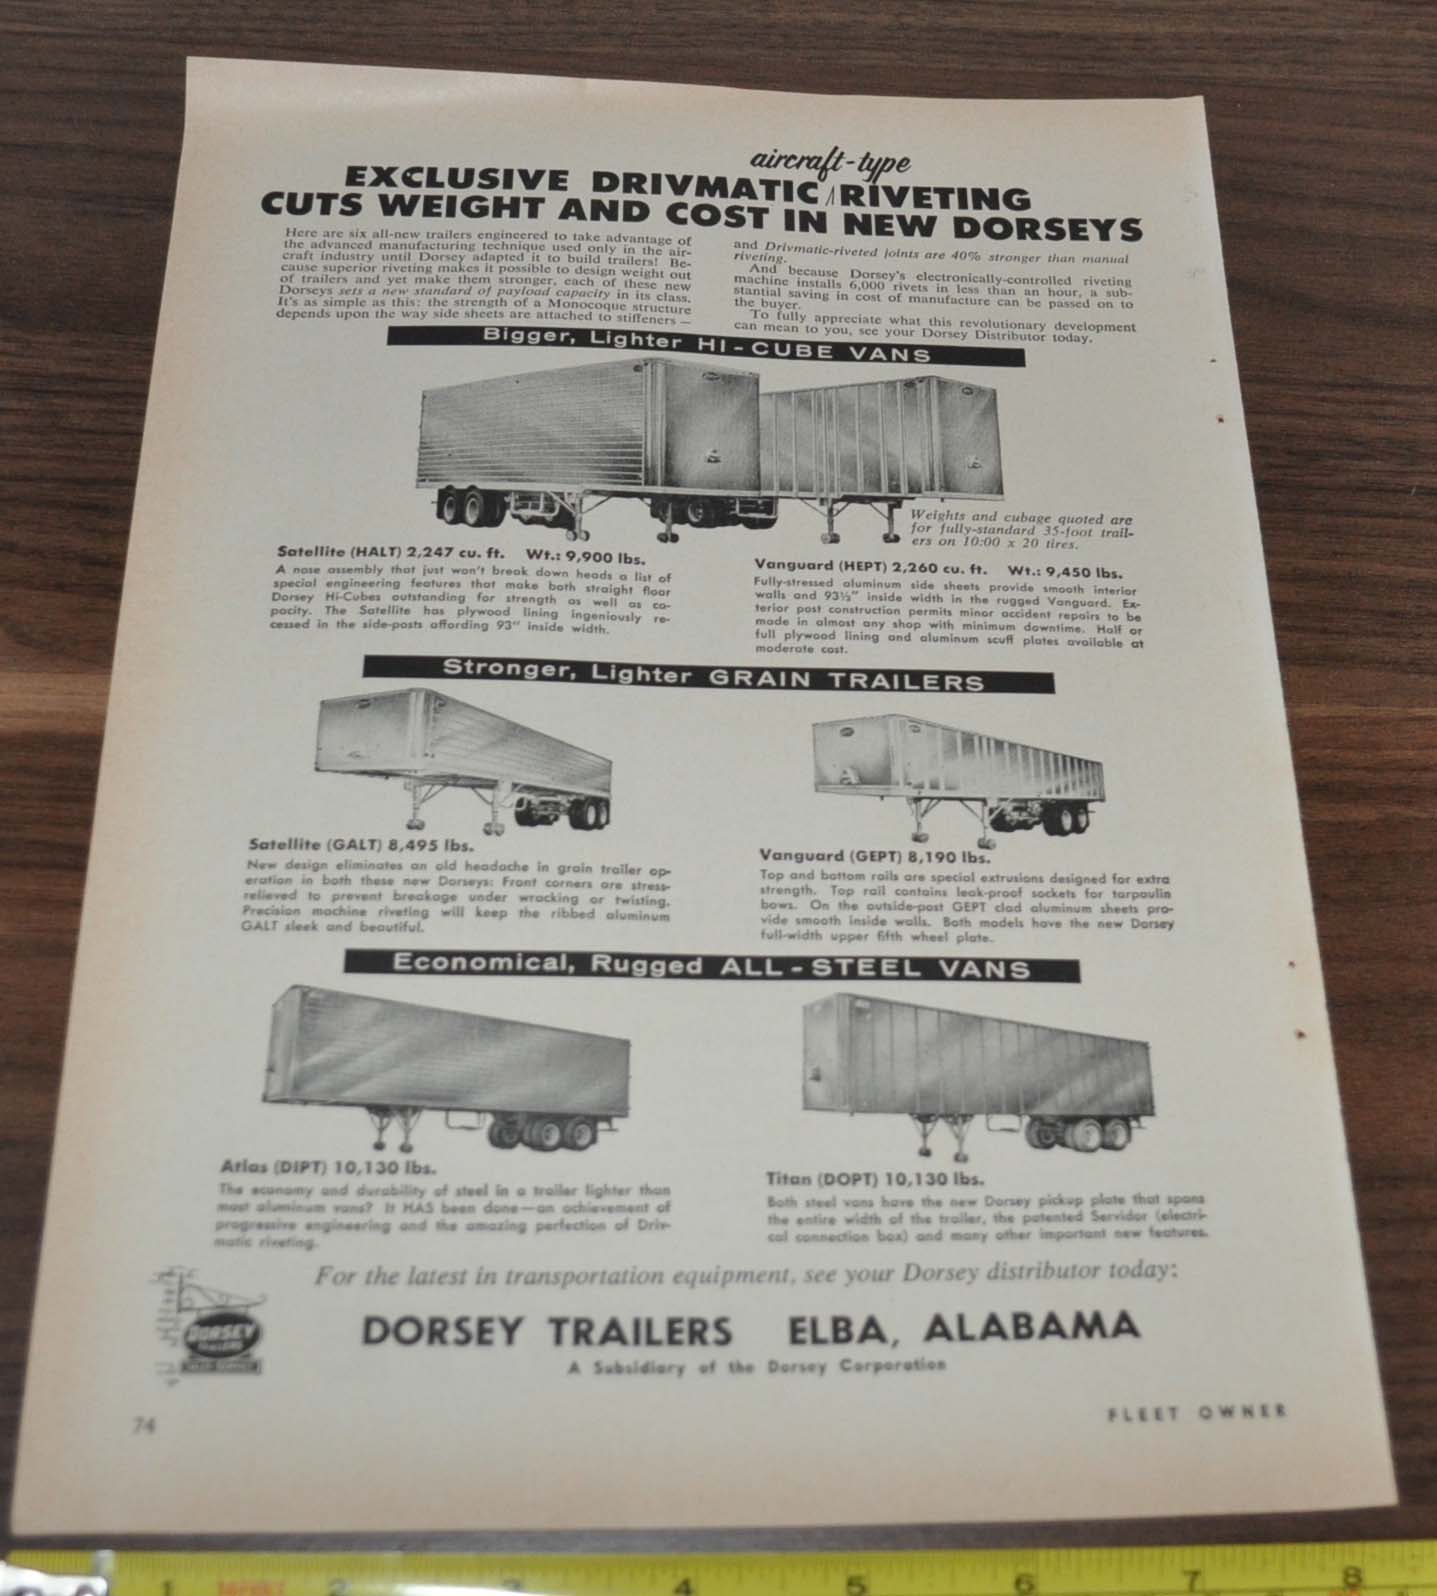 aircraft-type
EXCLUSIVE DRIVMATIC /\ RIVETING
CUTS WEIGHT AND COST IN NEW DORSEYS
Here are six all-new trailers engineered to take advantage of
the advanced manufacturing technique used only in the air-
craft industry until Dorsey adapted it to build trailers! Be-
cause superior riveting makes it possible to design weight out
of trailers and yet make them stronger, each of these new
Dorseys sets a new standard of payload capacity in its class.
It's as simple as this: the strength of a Monocoque structure
depends upon the way side sheets are attached to stiffeners —
and Drivmatic-riveted joints are 40% stronger than manual
riveting.
And because Dorsey's electronically-controlled riveting
machine installs 6,000 rivets in less than an hour, a sub-
stantial saving in cost of manufacture can be passed on to
the buyer.
To fully appreciate what this revolutionary development
can mean to you, see your Dorsey Distributor today.
Bigger, Lighter HI-CUBE VANS
Weights and cubage quoted are
for fully-standard 35-foot trail-
ers on 10:00 x 20 tires.
Satellite (HALT) 2,247 cu. ft. Wt.: 9,900 lbs.
A nose assembly that just won't break down heads a list of
special engineering features that make both straight floor
Dorsey Hi-Cubes outstanding for strength as well as ca-
pacity. The Satellite has plywood lining ingeniously re-
cessed in the side-posts affording 93" inside width.
Vanguard (HEPT) 2,260 cu. ft. Wt.: 9,450 lbs.
Fully-stressed aluminum side sheets provide smooth interior
walls and 93½" inside width in the rugged Vanguard. Ex-
terior post construction permits minor accident repairs to be
made in almost any shop with minimum downtime. Half or
full plywood lining and aluminum scuff plates available at
moderate cost.
Stronger, Lighter GRAIN TRAILERS
Satellite (GALT) 8,495 lbs.
New design eliminates an old headache in grain trailer op-
eration in both these new Dorseys: Front corners are stress-
relieved to prevent breakage under wracking or twisting.
Precision machine riveting will keep the ribbed aluminum
GALT sleek and beautiful.
Vanguard (GEPT) 8,190 lbs.
Top and bottom rails are special extrusions designed for extra
strength. Top rail contains leak-proof sockets for tarpaulin
bows. On the outside-post GEPT clad aluminum sheets pro-
vide smooth inside walls. Both models have the new Dorsey
full-width upper fifth wheel plate.
Economical, Rugged ALL-STEEL VANS
Atlas (DIPT) 10,130 lbs.
The economy and durability of steel in a trailer lighter than
most aluminum vans? It HAS been done—an achievement of
progressive engineering and the amazing perfection of Driv-
matic riveting.
Titan (DOPT) 10,130 lbs.
Both steel vans have the new Dorsey pickup plate that spans
the entire width of the trailer, the patented Servidor (electri-
cal connection box) and many other important new features.
For the latest in transportation equipment, see your Dorsey distributor today:
DORSEY
TRAILERS
DORSEY TRAILERS ELBA, ALABAMA
A Subsidiary of the Dorsey Corporation
74
FLEET OWNER
1 2 3 4 5 6 7 8